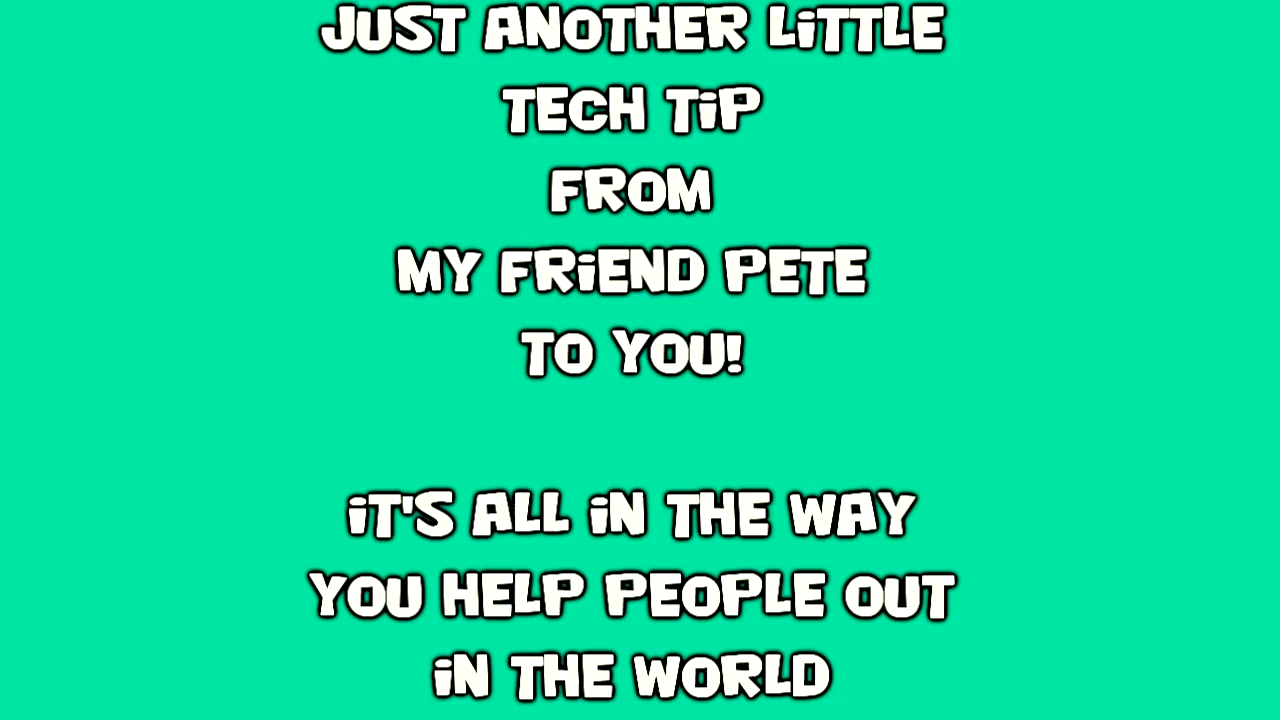 JUST ANOTHER LiTTLE
TECH TiP
FROM
MY FRiEND PETE
TO YOU!
iT'S ALL iN THE WAY
YOU HELP PEOPLE OUT
iN THE WORLD